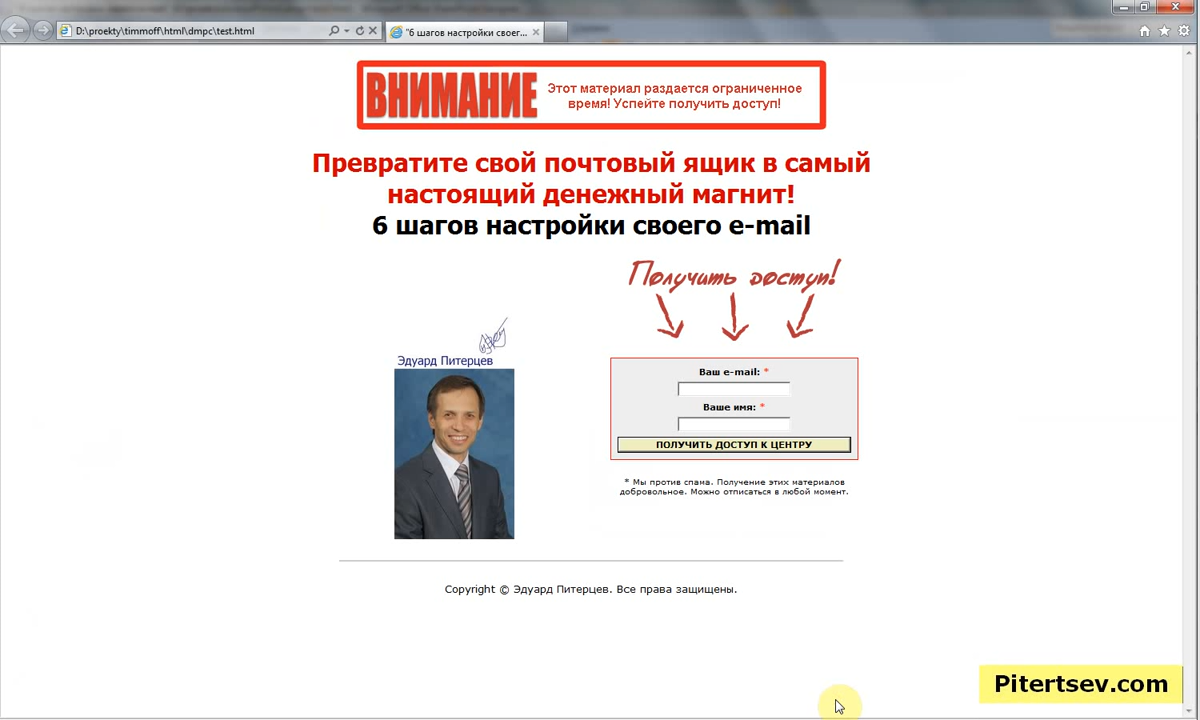 D:\proekty\timmoff\html\dmpc\test.html
"6 шагов настройки своег...
ВНИМАНИЕ
Этот материал раздается ограниченное
время! Успейте получить доступ!
Превратите свой почтовый ящик в самый
настоящий денежный магнит!
6 шагов настройки своего e-mail
Получить доступ!
Эдуард Питерцев
Ваш e-mail: *
Ваше имя: *
ПОЛУЧИТЬ ДОСТУП К ЦЕНТРУ
* Мы против спама. Получение этих материалов
добровольное. Можно отписаться в любой момент.
Copyright © Эдуард Питерцев. Все права защищены.
Pitertsev.com